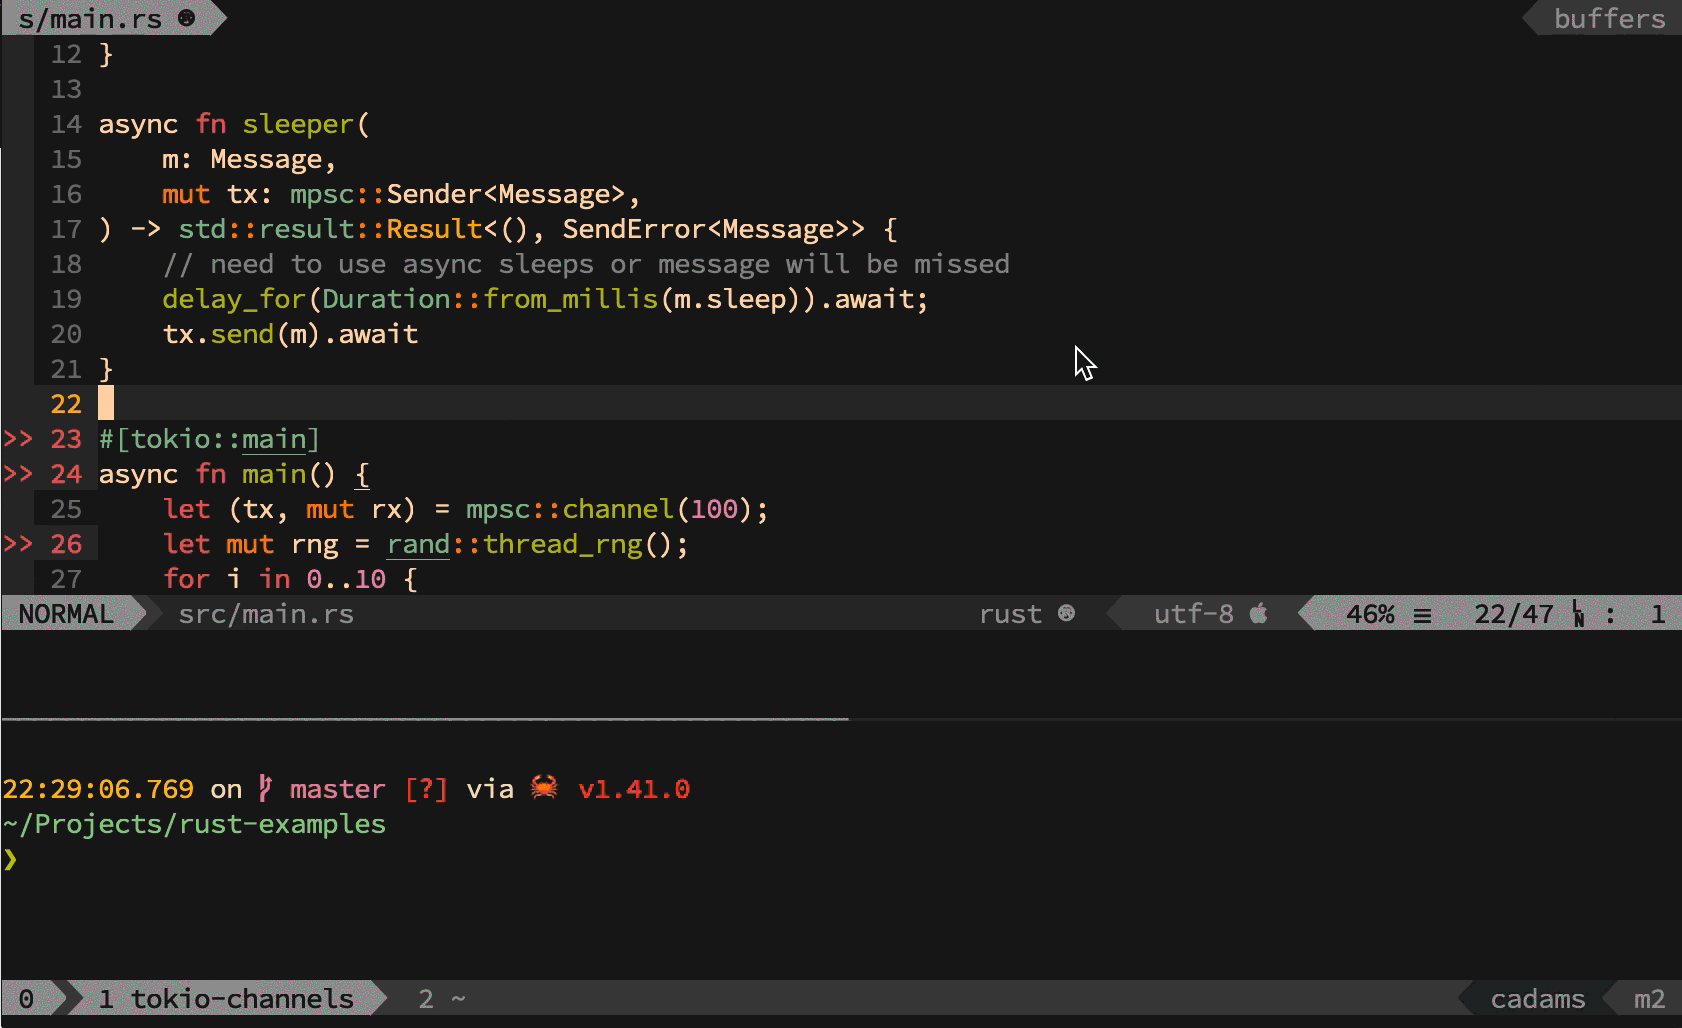 s/main.rs buffers
12 }
13
14 async fn sleeper(
15     m: Message,
16     mut tx: mpsc::Sender<Message>,
17 ) -> std::result::Result<(), SendError<Message>> {
18     // need to use async sleeps or message will be missed
19     delay_for(Duration::from_millis(m.sleep)).await;
20     tx.send(m).await
21 }
22
>> 23 #[tokio::main]
>> 24 async fn main() {
25     let (tx, mut rx) = mpsc::channel(100);
>> 26     let mut rng = rand::thread_rng();
27     for i in 0..10 {
NORMAL src/main.rs rust utf-8 46% ≡ 22/47 ㏑ : 1
22:29:06.769 on master [?] via 🦀 v1.41.0
~/Projects/rust-examples
❯
0 1 tokio-channels 2 ~ cadams m2